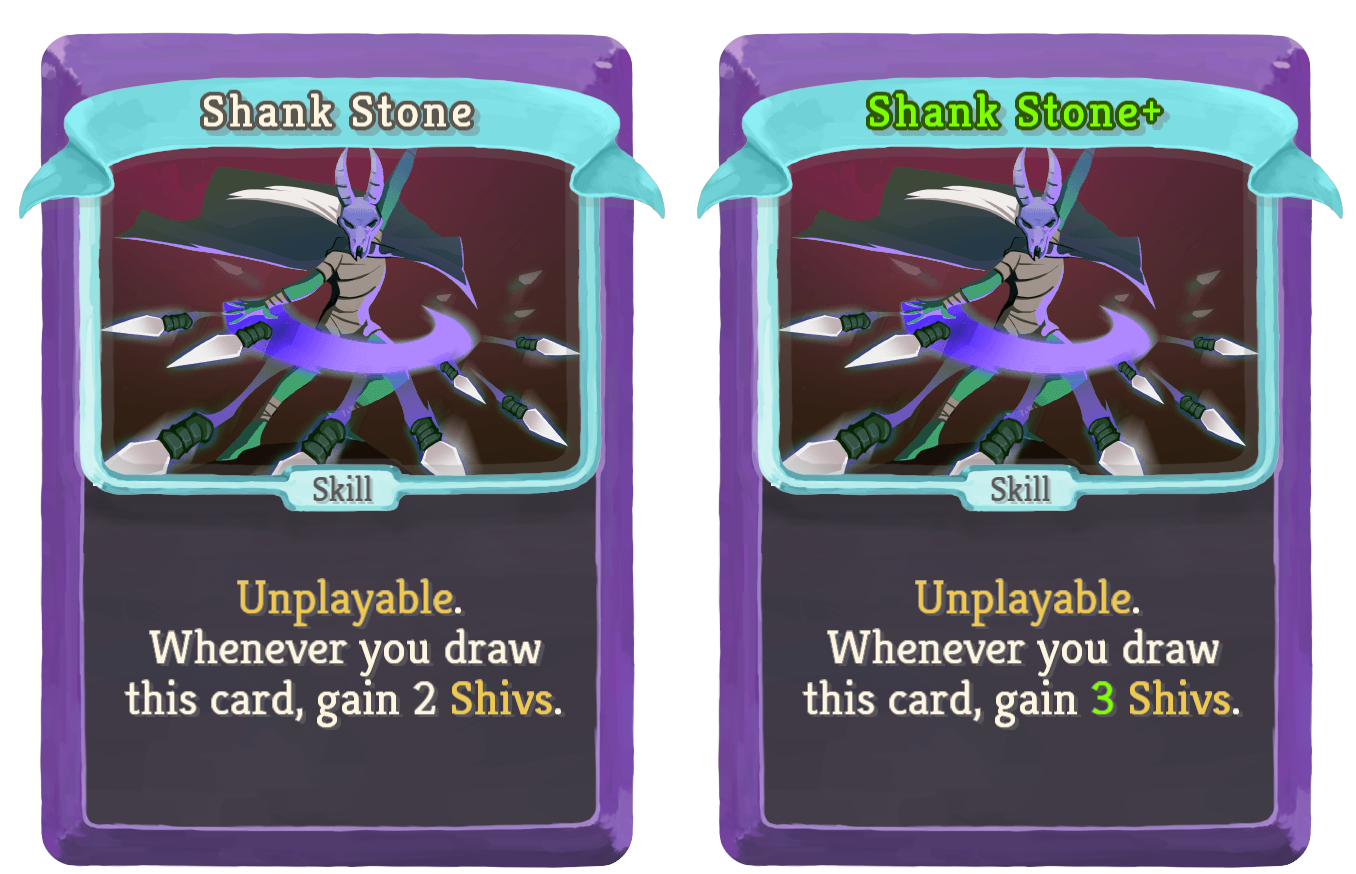 Shank Stone
Skill
Unplayable.
Whenever you draw
this card, gain 2 Shivs.
Shank Stone+
Skill
Unplayable.
Whenever you draw
this card, gain 3 Shivs.